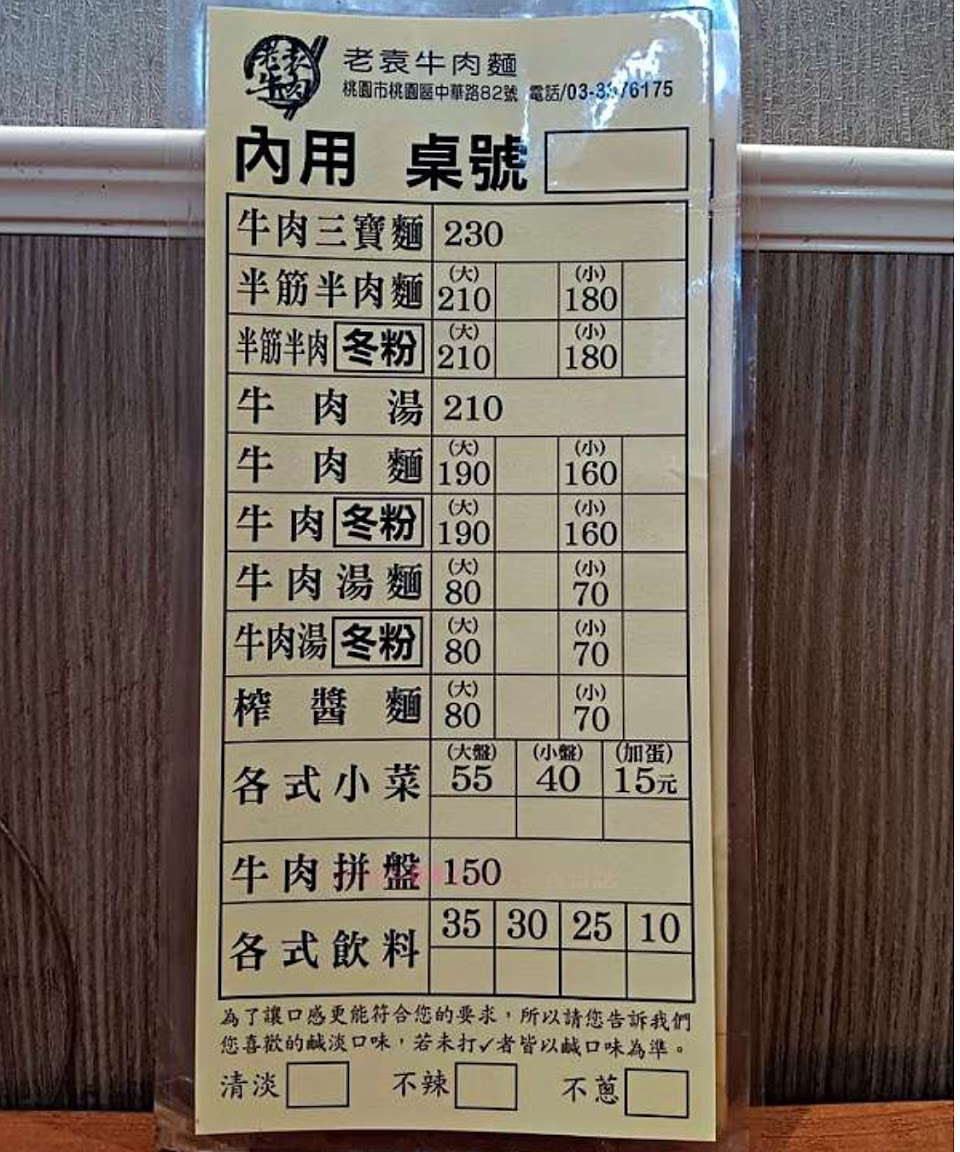 老袁牛肉
老袁牛肉麵
桃園市桃園區中華路82號 電話/03-3376175
內用 桌號
牛肉三寶麵 230
半筋半肉麵 (大) 210 (小) 180
半筋半肉 冬粉 (大) 210 (小) 180
牛肉湯 210
牛肉麵 (大) 190 (小) 160
牛肉 冬粉 (大) 190 (小) 160
牛肉湯麵 (大) 80 (小) 70
牛肉湯 冬粉 (大) 80 (小) 70
榨醬麵 (大) 80 (小) 70
各式小菜 (大盤) 55 (小盤) 40 (加蛋) 15元
牛肉拼盤 150
各式飲料 35 30 25 10
為了讓口感更能符合您的要求，所以請您告訴我們
您喜歡的鹹淡口味，若未打✓者皆以鹹口味為準。
清淡 不辣 不蔥